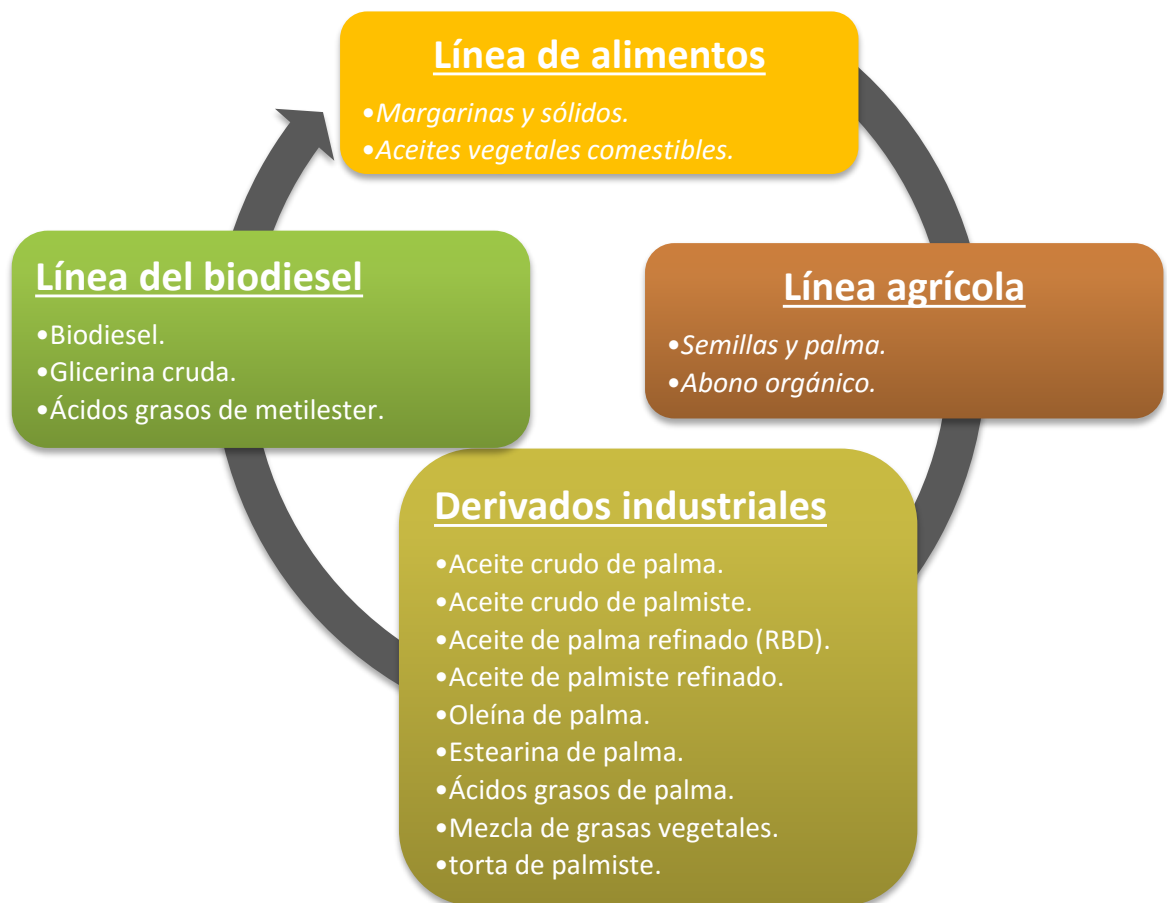 Línea de alimentos
•Margarinas y sólidos.
•Aceites vegetales comestibles.
Línea agrícola
•Semillas y palma.
•Abono orgánico.
Derivados industriales
•Aceite crudo de palma.
•Aceite crudo de palmiste.
•Aceite de palma refinado (RBD).
•Aceite de palmiste refinado.
•Oleína de palma.
•Estearina de palma.
•Ácidos grasos de palma.
•Mezcla de grasas vegetales.
•torta de palmiste.
Línea del biodiesel
•Biodiesel.
•Glicerina cruda.
•Ácidos grasos de metilester.